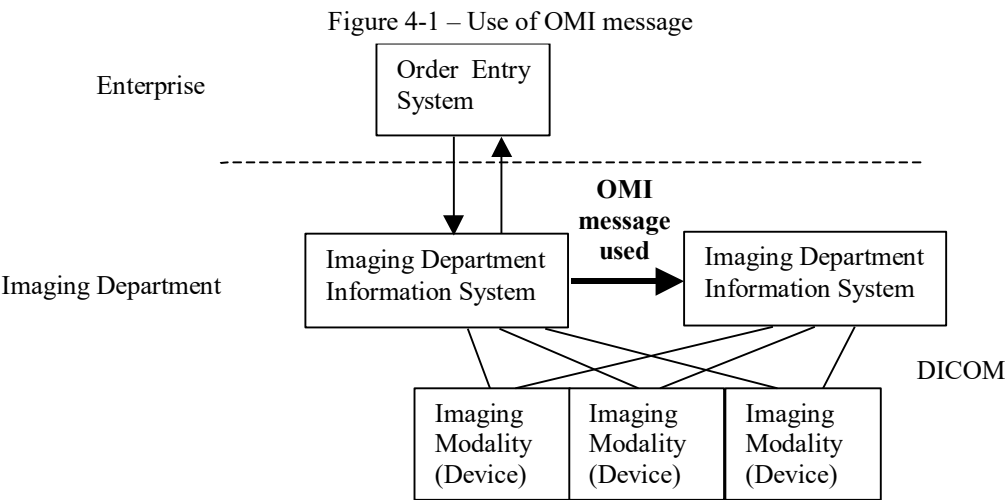 Figure 4-1 – Use of OMI message
Enterprise
Order Entry
System
OMI
message
used
Imaging Department
Imaging Department
Information System
Imaging Department
Information System
DICOM
Imaging
Modality
(Device)
Imaging
Modality
(Device)
Imaging
Modality
(Device)